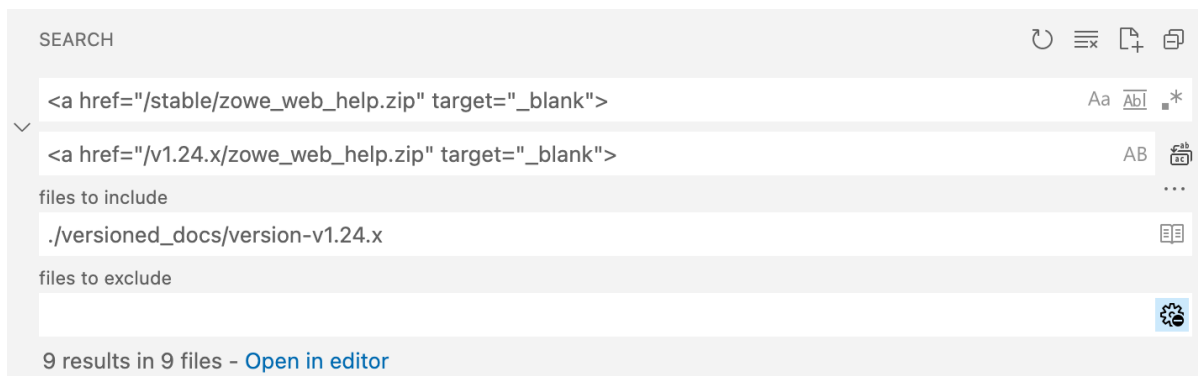 SEARCH
<a href="/stable/zowe_web_help.zip" target="_blank">
Aa Abl .*
<a href="/v1.24.x/zowe_web_help.zip" target="_blank">
AB
files to include
...
./versioned_docs/version-v1.24.x
files to exclude
9 results in 9 files - Open in editor